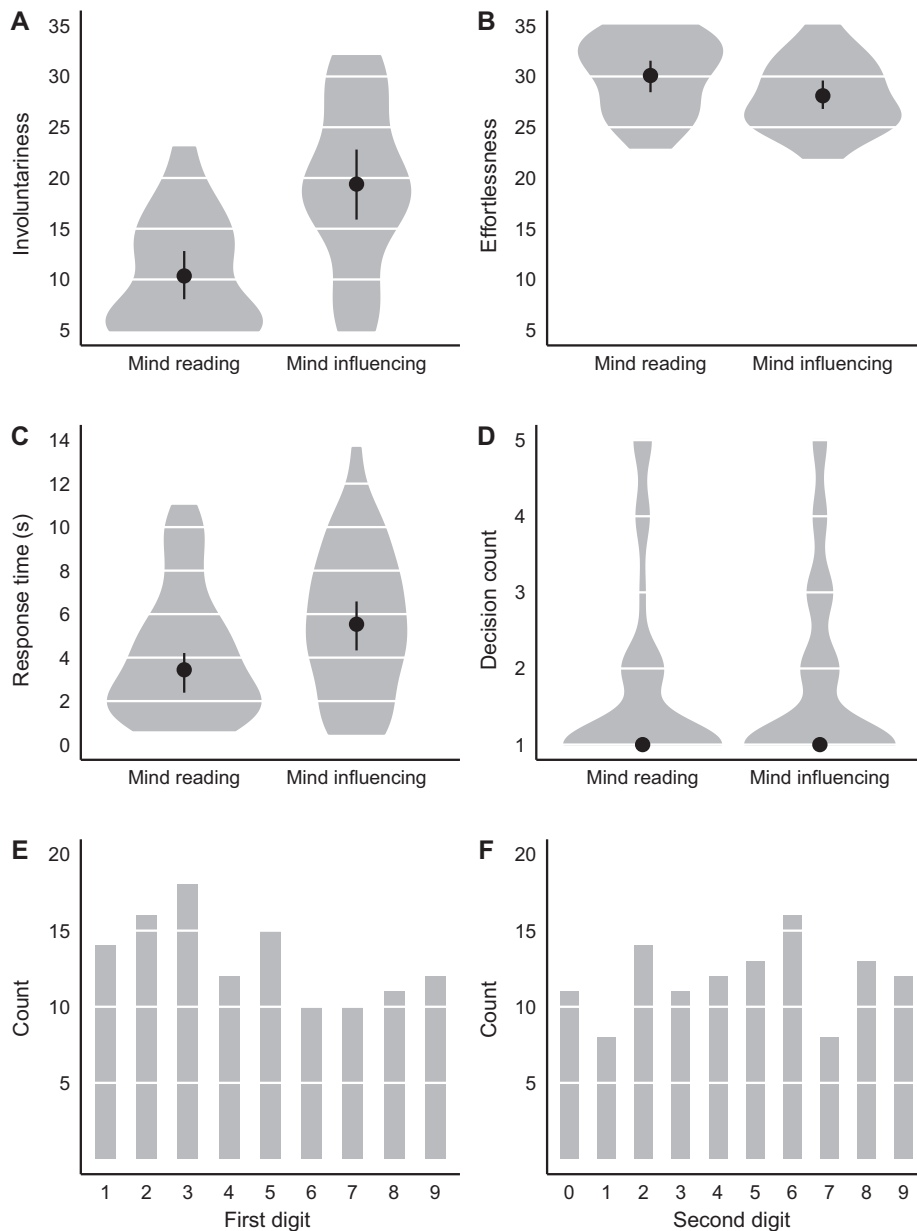 A
35
30
25
20
15
10
5
Involuntariness
Mind reading
Mind influencing
B
35
30
25
20
15
10
5
Effortlessness
Mind reading
Mind influencing
C
14
12
10
8
6
4
2
0
Response time (s)
Mind reading
Mind influencing
D
5
4
3
2
1
Decision count
Mind reading
Mind influencing
E
20
15
10
5
Count
1 2 3 4 5 6 7 8 9
First digit
F
20
15
10
5
Count
0 1 2 3 4 5 6 7 8 9
Second digit